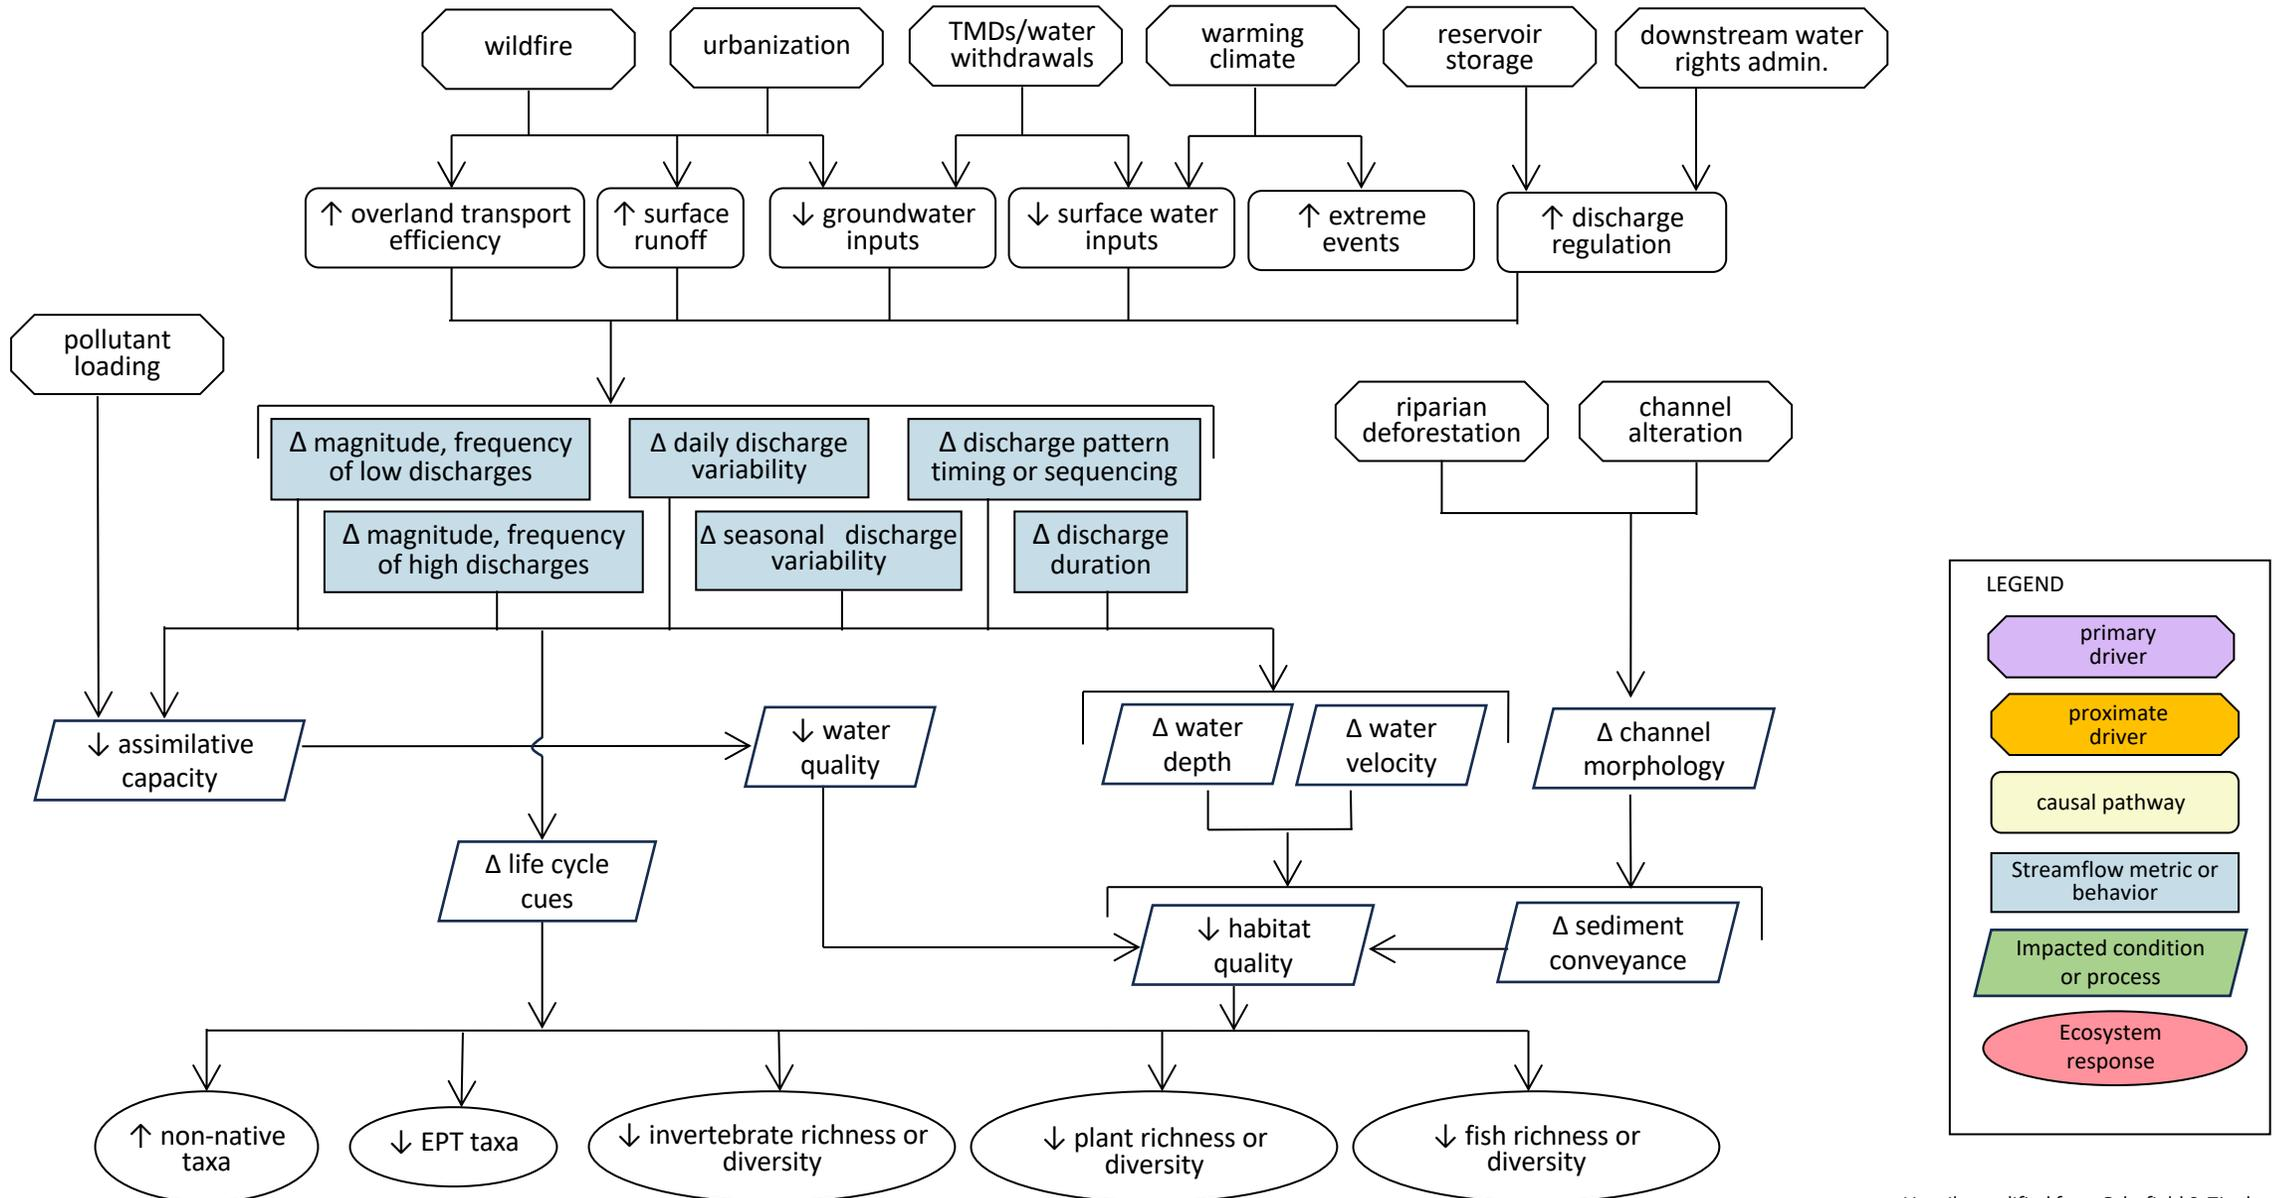 wildfire
urbanization
TMDs/water
withdrawals
warming
climate
reservoir
storage
downstream water
rights admin.
↑ overland transport
efficiency
↑ surface
runoff
↓ groundwater
inputs
↓ surface water
inputs
↑ extreme
events
↑ discharge
regulation
pollutant
loading
riparian
deforestation
channel
alteration
Δ magnitude, frequency
of low discharges
Δ daily discharge
variability
Δ discharge pattern
timing or sequencing
Δ magnitude, frequency
of high discharges
Δ seasonal discharge
variability
Δ discharge
duration
↓ assimilative
capacity
↓ water
quality
Δ water
depth
Δ water
velocity
Δ channel
morphology
Δ life cycle
cues
↓ habitat
quality
Δ sediment
conveyance
↑ non-native
taxa
↓ EPT taxa
↓ invertebrate richness or
diversity
↓ plant richness or
diversity
↓ fish richness or
diversity
LEGEND
primary
driver
proximate
driver
causal pathway
Streamflow metric or
behavior
Impacted condition
or process
Ecosystem
response